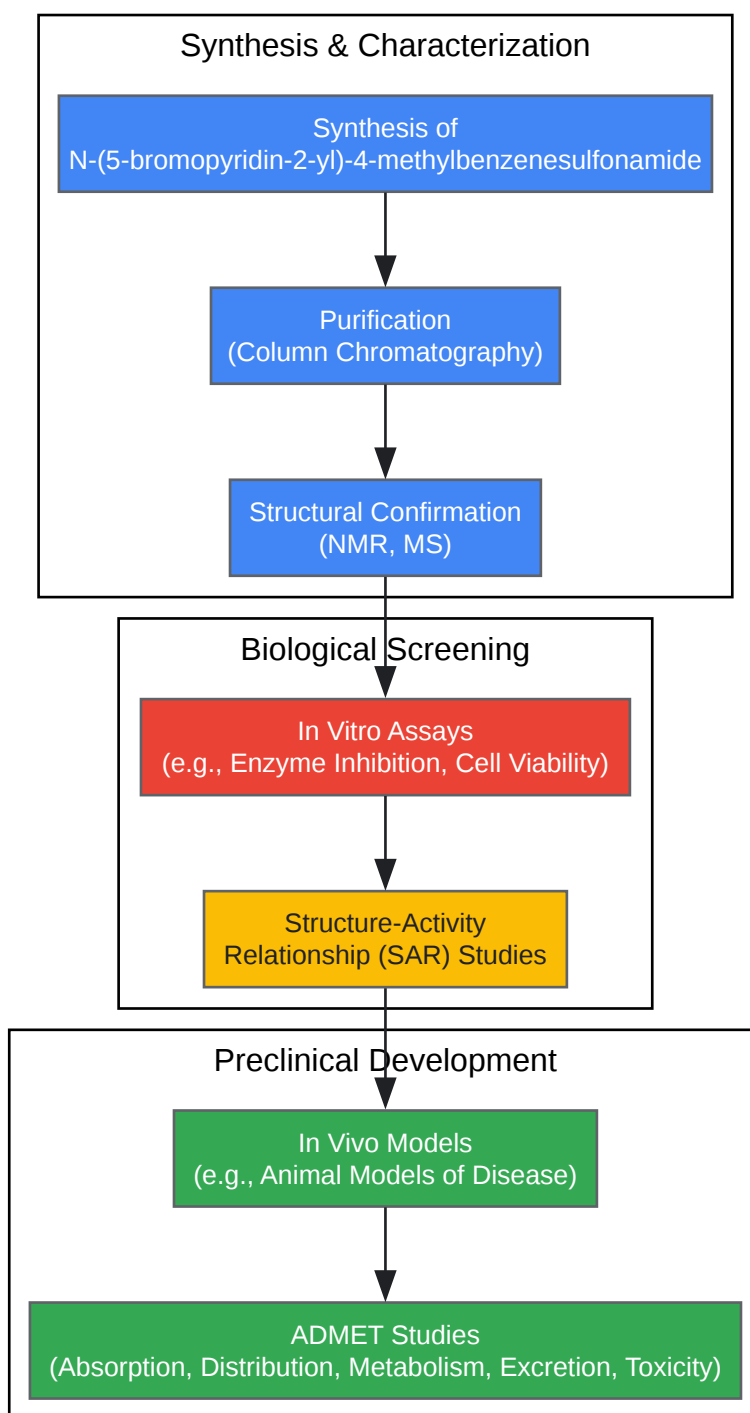 Synthesis & Characterization
Synthesis of
N-(5-bromopyridin-2-yl)-4-methylbenzenesulfonamide
Purification
(Column Chromatography)
Structural Confirmation
(NMR, MS)
Biological Screening
In Vitro Assays
(e.g., Enzyme Inhibition, Cell Viability)
Structure-Activity
Relationship (SAR) Studies
Preclinical Development
In Vivo Models
(e.g., Animal Models of Disease)
ADMET Studies
(Absorption, Distribution, Metabolism, Excretion, Toxicity)